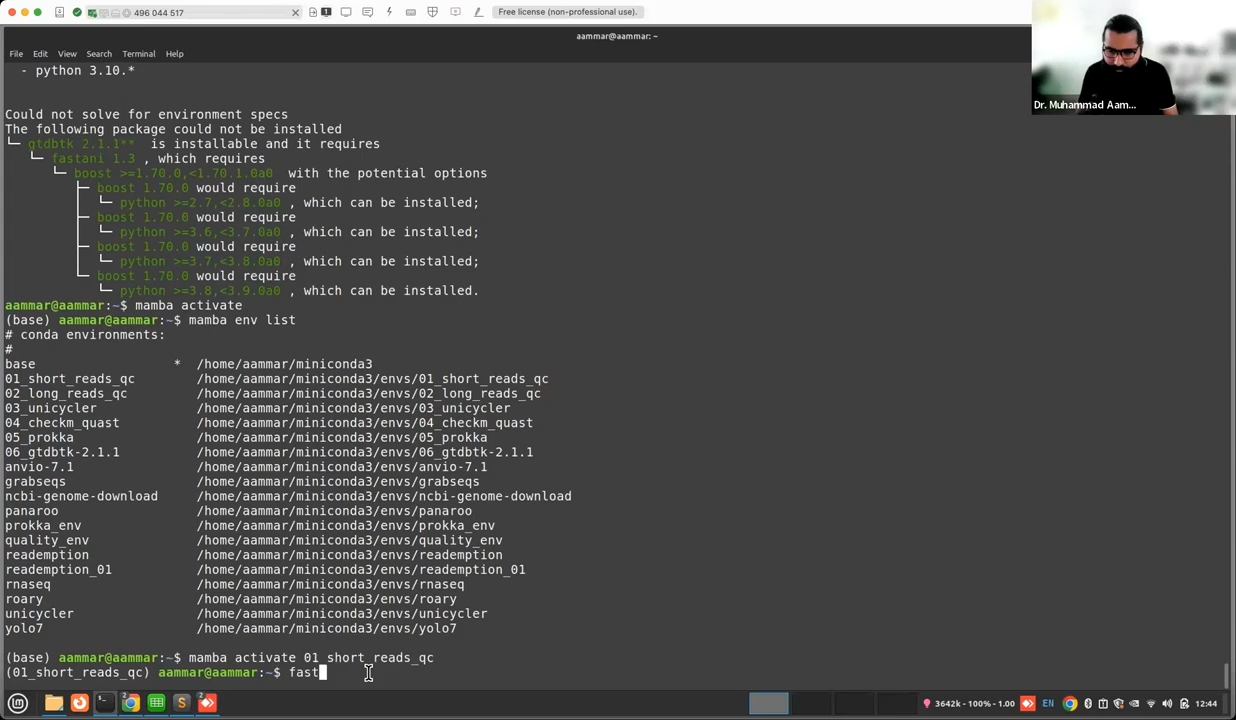 496 044 517
1
Free license (non-professional use).
aammar@aammar: ~
File Edit View Search Terminal Help
- python 3.10.*
Could not solve for environment specs
The following package could not be installed
└─ gtdbtk 2.1.1** is installable and it requires
└─ fastani 1.3 , which requires
└─ boost >=1.70.0,<1.70.1.0a0 with the potential options
├─ boost 1.70.0 would require
│ └─ python >=2.7,<2.8.0a0 , which can be installed;
├─ boost 1.70.0 would require
│ └─ python >=3.6,<3.7.0a0 , which can be installed;
├─ boost 1.70.0 would require
│ └─ python >=3.7,<3.8.0a0 , which can be installed;
└─ boost 1.70.0 would require
└─ python >=3.8,<3.9.0a0 , which can be installed.
aammar@aammar:~$ mamba activate
(base) aammar@aammar:~$ mamba env list
# conda environments:
#
base * /home/aammar/miniconda3
01_short_reads_qc /home/aammar/miniconda3/envs/01_short_reads_qc
02_long_reads_qc /home/aammar/miniconda3/envs/02_long_reads_qc
03_unicycler /home/aammar/miniconda3/envs/03_unicycler
04_checkm_quast /home/aammar/miniconda3/envs/04_checkm_quast
05_prokka /home/aammar/miniconda3/envs/05_prokka
06_gtdbtk-2.1.1 /home/aammar/miniconda3/envs/06_gtdbtk-2.1.1
anvio-7.1 /home/aammar/miniconda3/envs/anvio-7.1
grabseqs /home/aammar/miniconda3/envs/grabseqs
ncbi-genome-download /home/aammar/miniconda3/envs/ncbi-genome-download
panaroo /home/aammar/miniconda3/envs/panaroo
prokka_env /home/aammar/miniconda3/envs/prokka_env
quality_env /home/aammar/miniconda3/envs/quality_env
reademption /home/aammar/miniconda3/envs/reademption
reademption_01 /home/aammar/miniconda3/envs/reademption_01
rnaseq /home/aammar/miniconda3/envs/rnaseq
roary /home/aammar/miniconda3/envs/roary
unicycler /home/aammar/miniconda3/envs/unicycler
yolo7 /home/aammar/miniconda3/envs/yolo7
(base) aammar@aammar:~$ mamba activate 01_short_reads_qc
(01_short_reads_qc) aammar@aammar:~$ fast
Dr. Muhammad Aam...
2 2 3642k - 100% - 1.00 EN 12:44